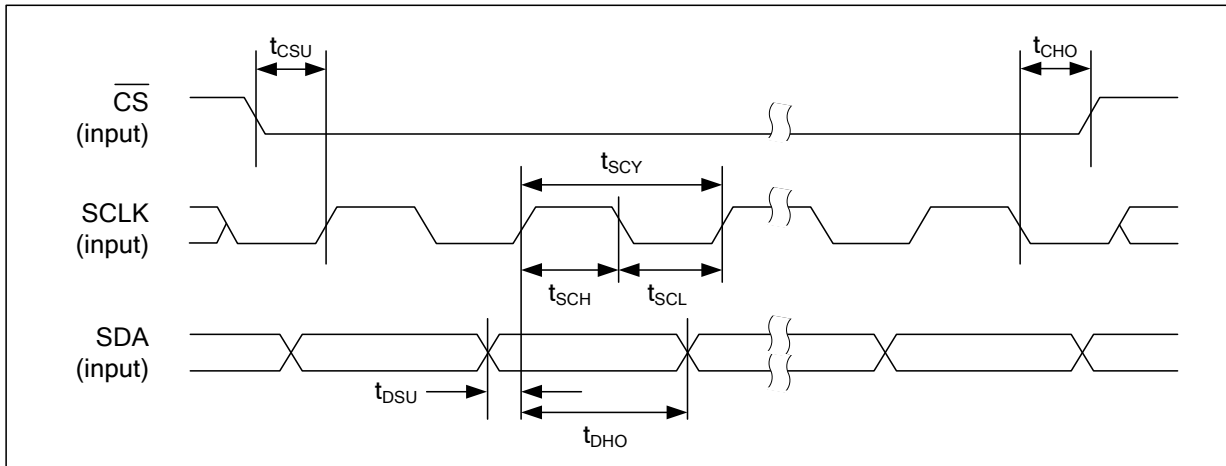 tCSU
tCHO
CS
(input)
tSCY
SCLK
(input)
tSCH
tSCL
SDA
(input)
tDSU
tDHO